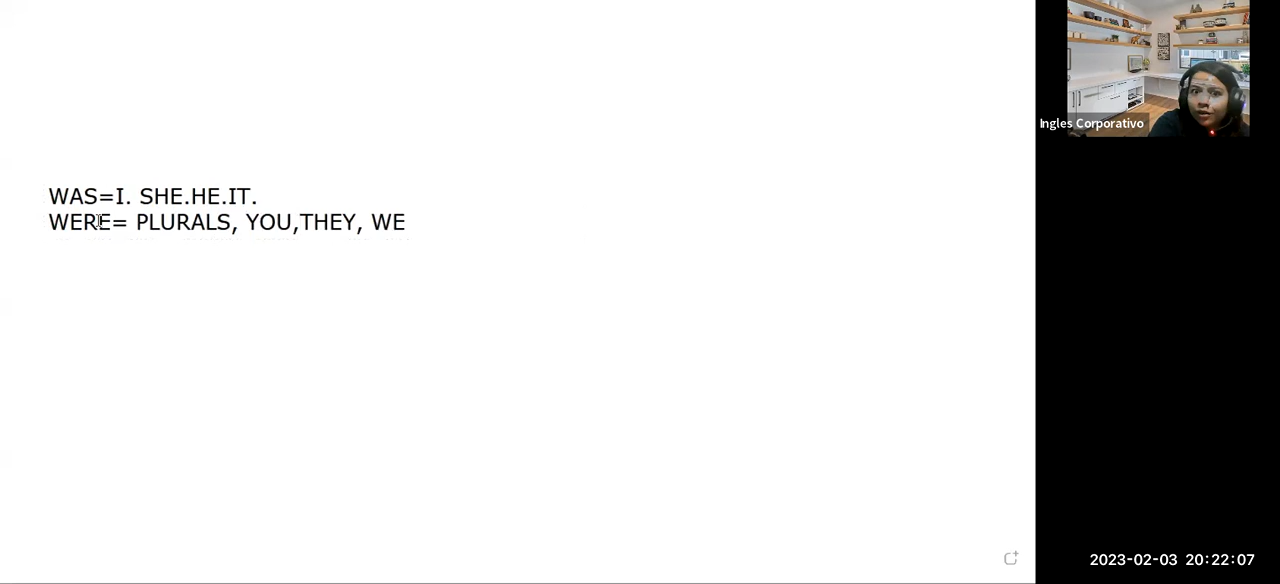 WAS=I. SHE.HE.IT.
WERE= PLURALS, YOU,THEY, WE
Ingles Corporativo
2023-02-03 20:22:07